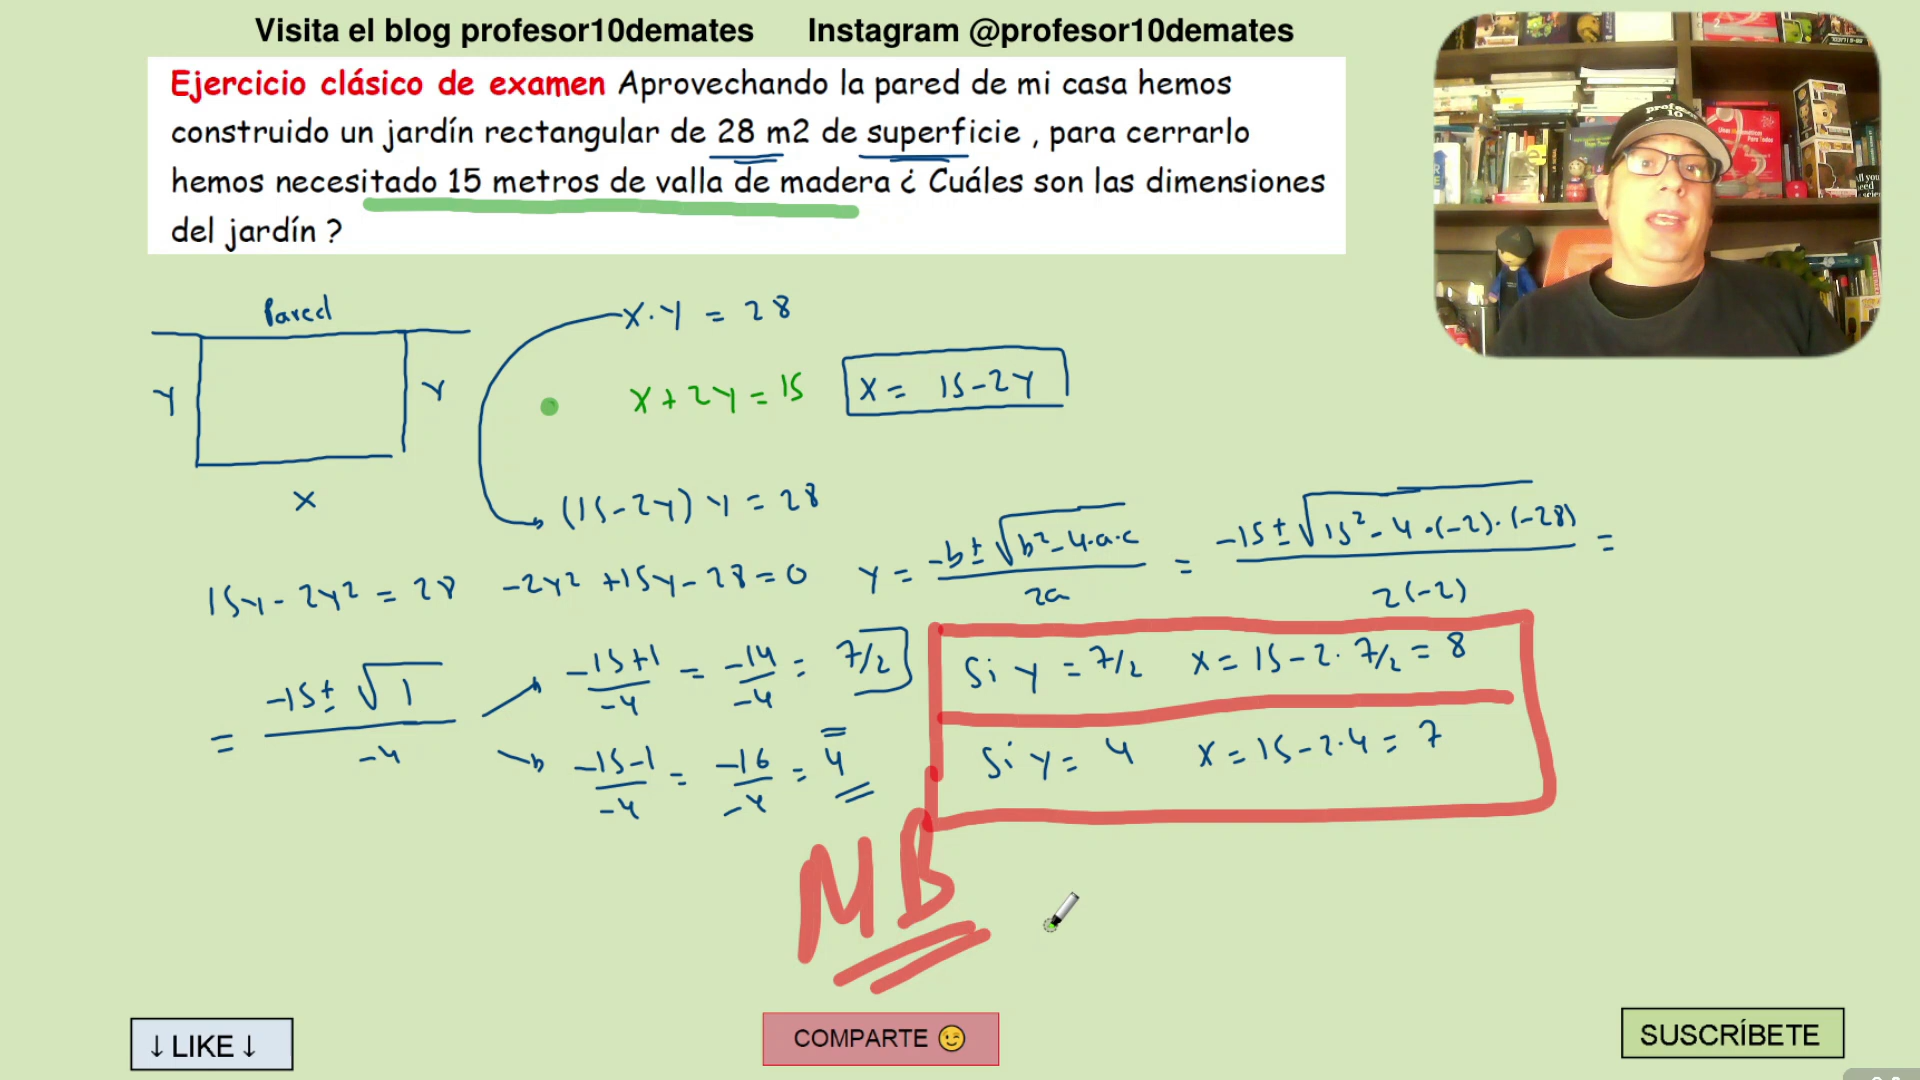 Visita el blog profesor10demates Instagram @profesor10demates
Ejercicio clásico de examen Aprovechando la pared de mi casa hemos
construido un jardín rectangular de 28 m2 de superficie , para cerrarlo
hemos necesitado 15 metros de valla de madera ¿ Cuáles son las dimensiones
del jardín ?
Pared
x·y = 28
x+2y=15 x= 15-2y
y y
x
(15-2y) y = 28
15y-2y²=28 -2y²+15y-28=0 y= (-b±√(b²-4·a·c))/2a = (-15±√(15²-4·(-2)·(-28)))/2(-2) =
= (-15±√1)/-4
(-15+1)/-4 = -14/-4 = 7/2
Si y = 7/2 x= 15-2·7/2 = 8
(-15-1)/-4 = -16/-4 = 4
Si y= 4 x=15-2·4= 7
MB
↓LIKE↓
COMPARTE 😉
SUSCRÍBETE